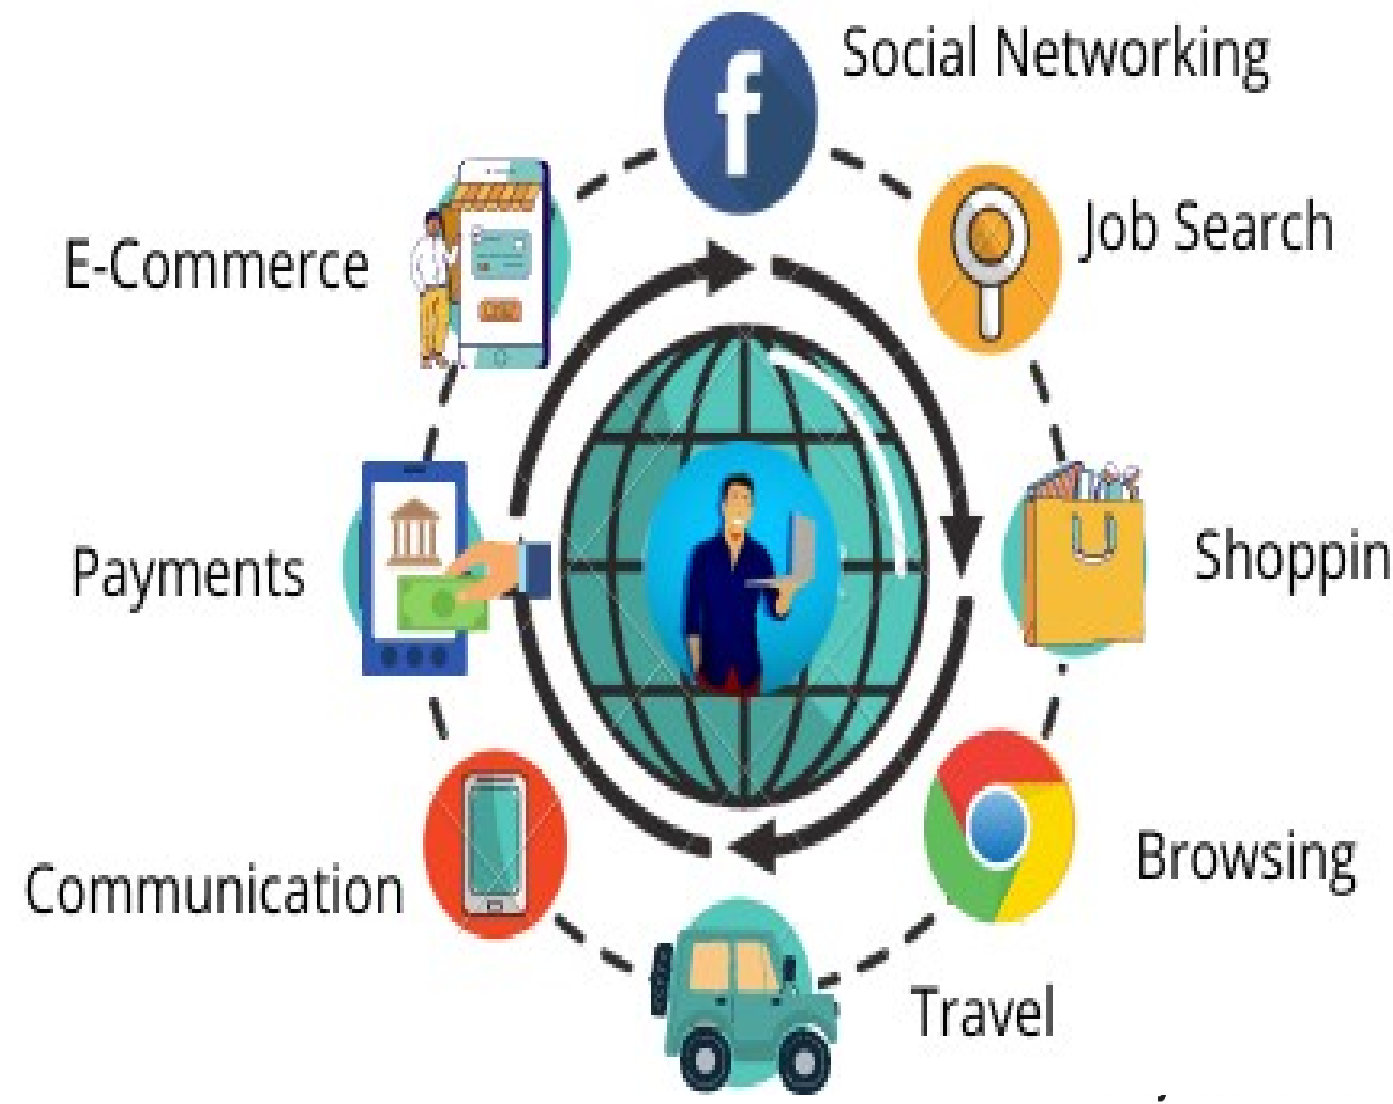 Social Networking
Job Search
E-Commerce
Shoppin
Payments
Browsing
Communication
Travel